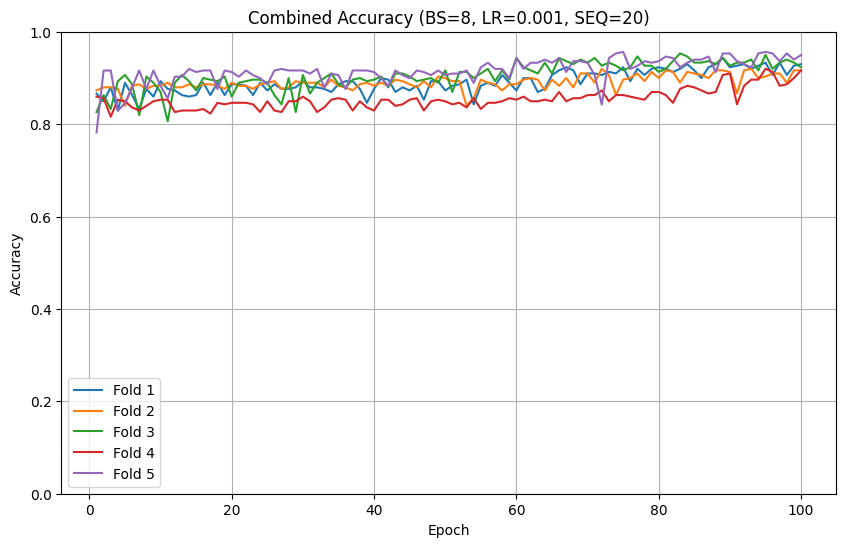 Combined Accuracy (BS=8, LR=0.001, SEQ=20)
1.0
0.8
0.6
0.4
0.2
0.0
Accuracy
Fold 1
Fold 2
Fold 3
Fold 4
Fold 5
0 20 40 60 80 100
Epoch